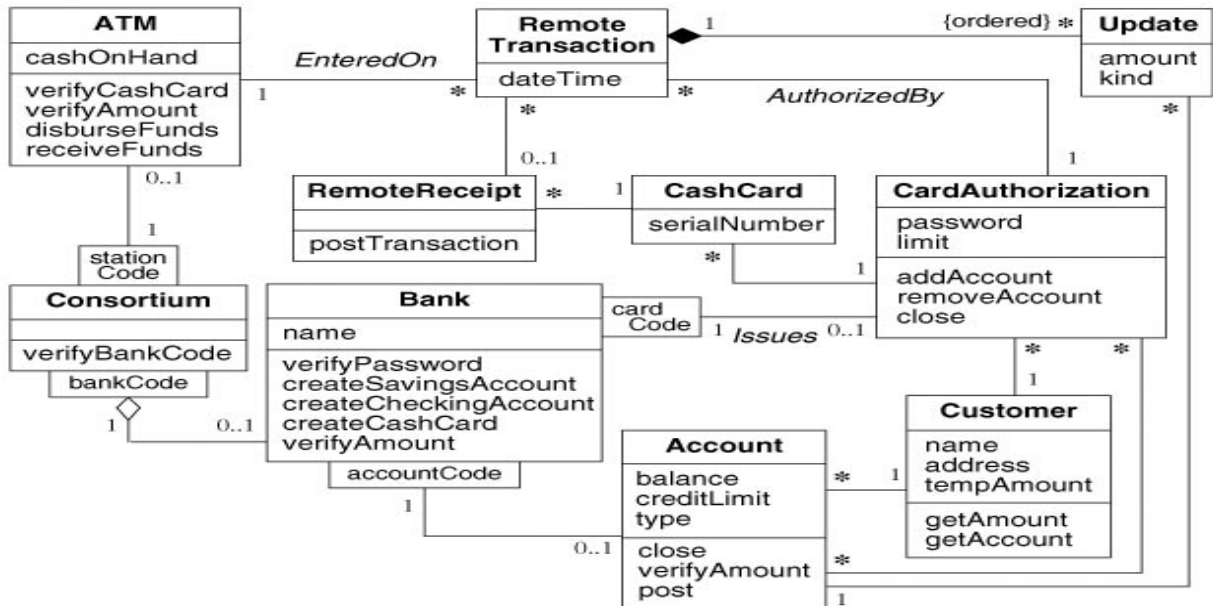 ATM
cashOnHand
verifyCashCard
verifyAmount
disburseFunds
receiveFunds
EnteredOn
1
*
Remote
Transaction
dateTime
1
{ordered} *
Update
amount
kind
*
*
AuthorizedBy
1
*
0..1
0..1
1
station
Code
RemoteReceipt
postTransaction
*
1
CashCard
serialNumber
*
1
CardAuthorization
password
limit
addAccount
removeAccount
close
Consortium
verifyBankCode
bankCode
1
0..1
Bank
name
verifyPassword
createSavingsAccount
createCheckingAccount
createCashCard
verifyAmount
accountCode
card
Code
1
Issues
0..1
*
*
1
Customer
name
address
tempAmount
getAmount
getAccount
1
0..1
Account
balance
creditLimit
type
close
verifyAmount
post
*
1
*
1